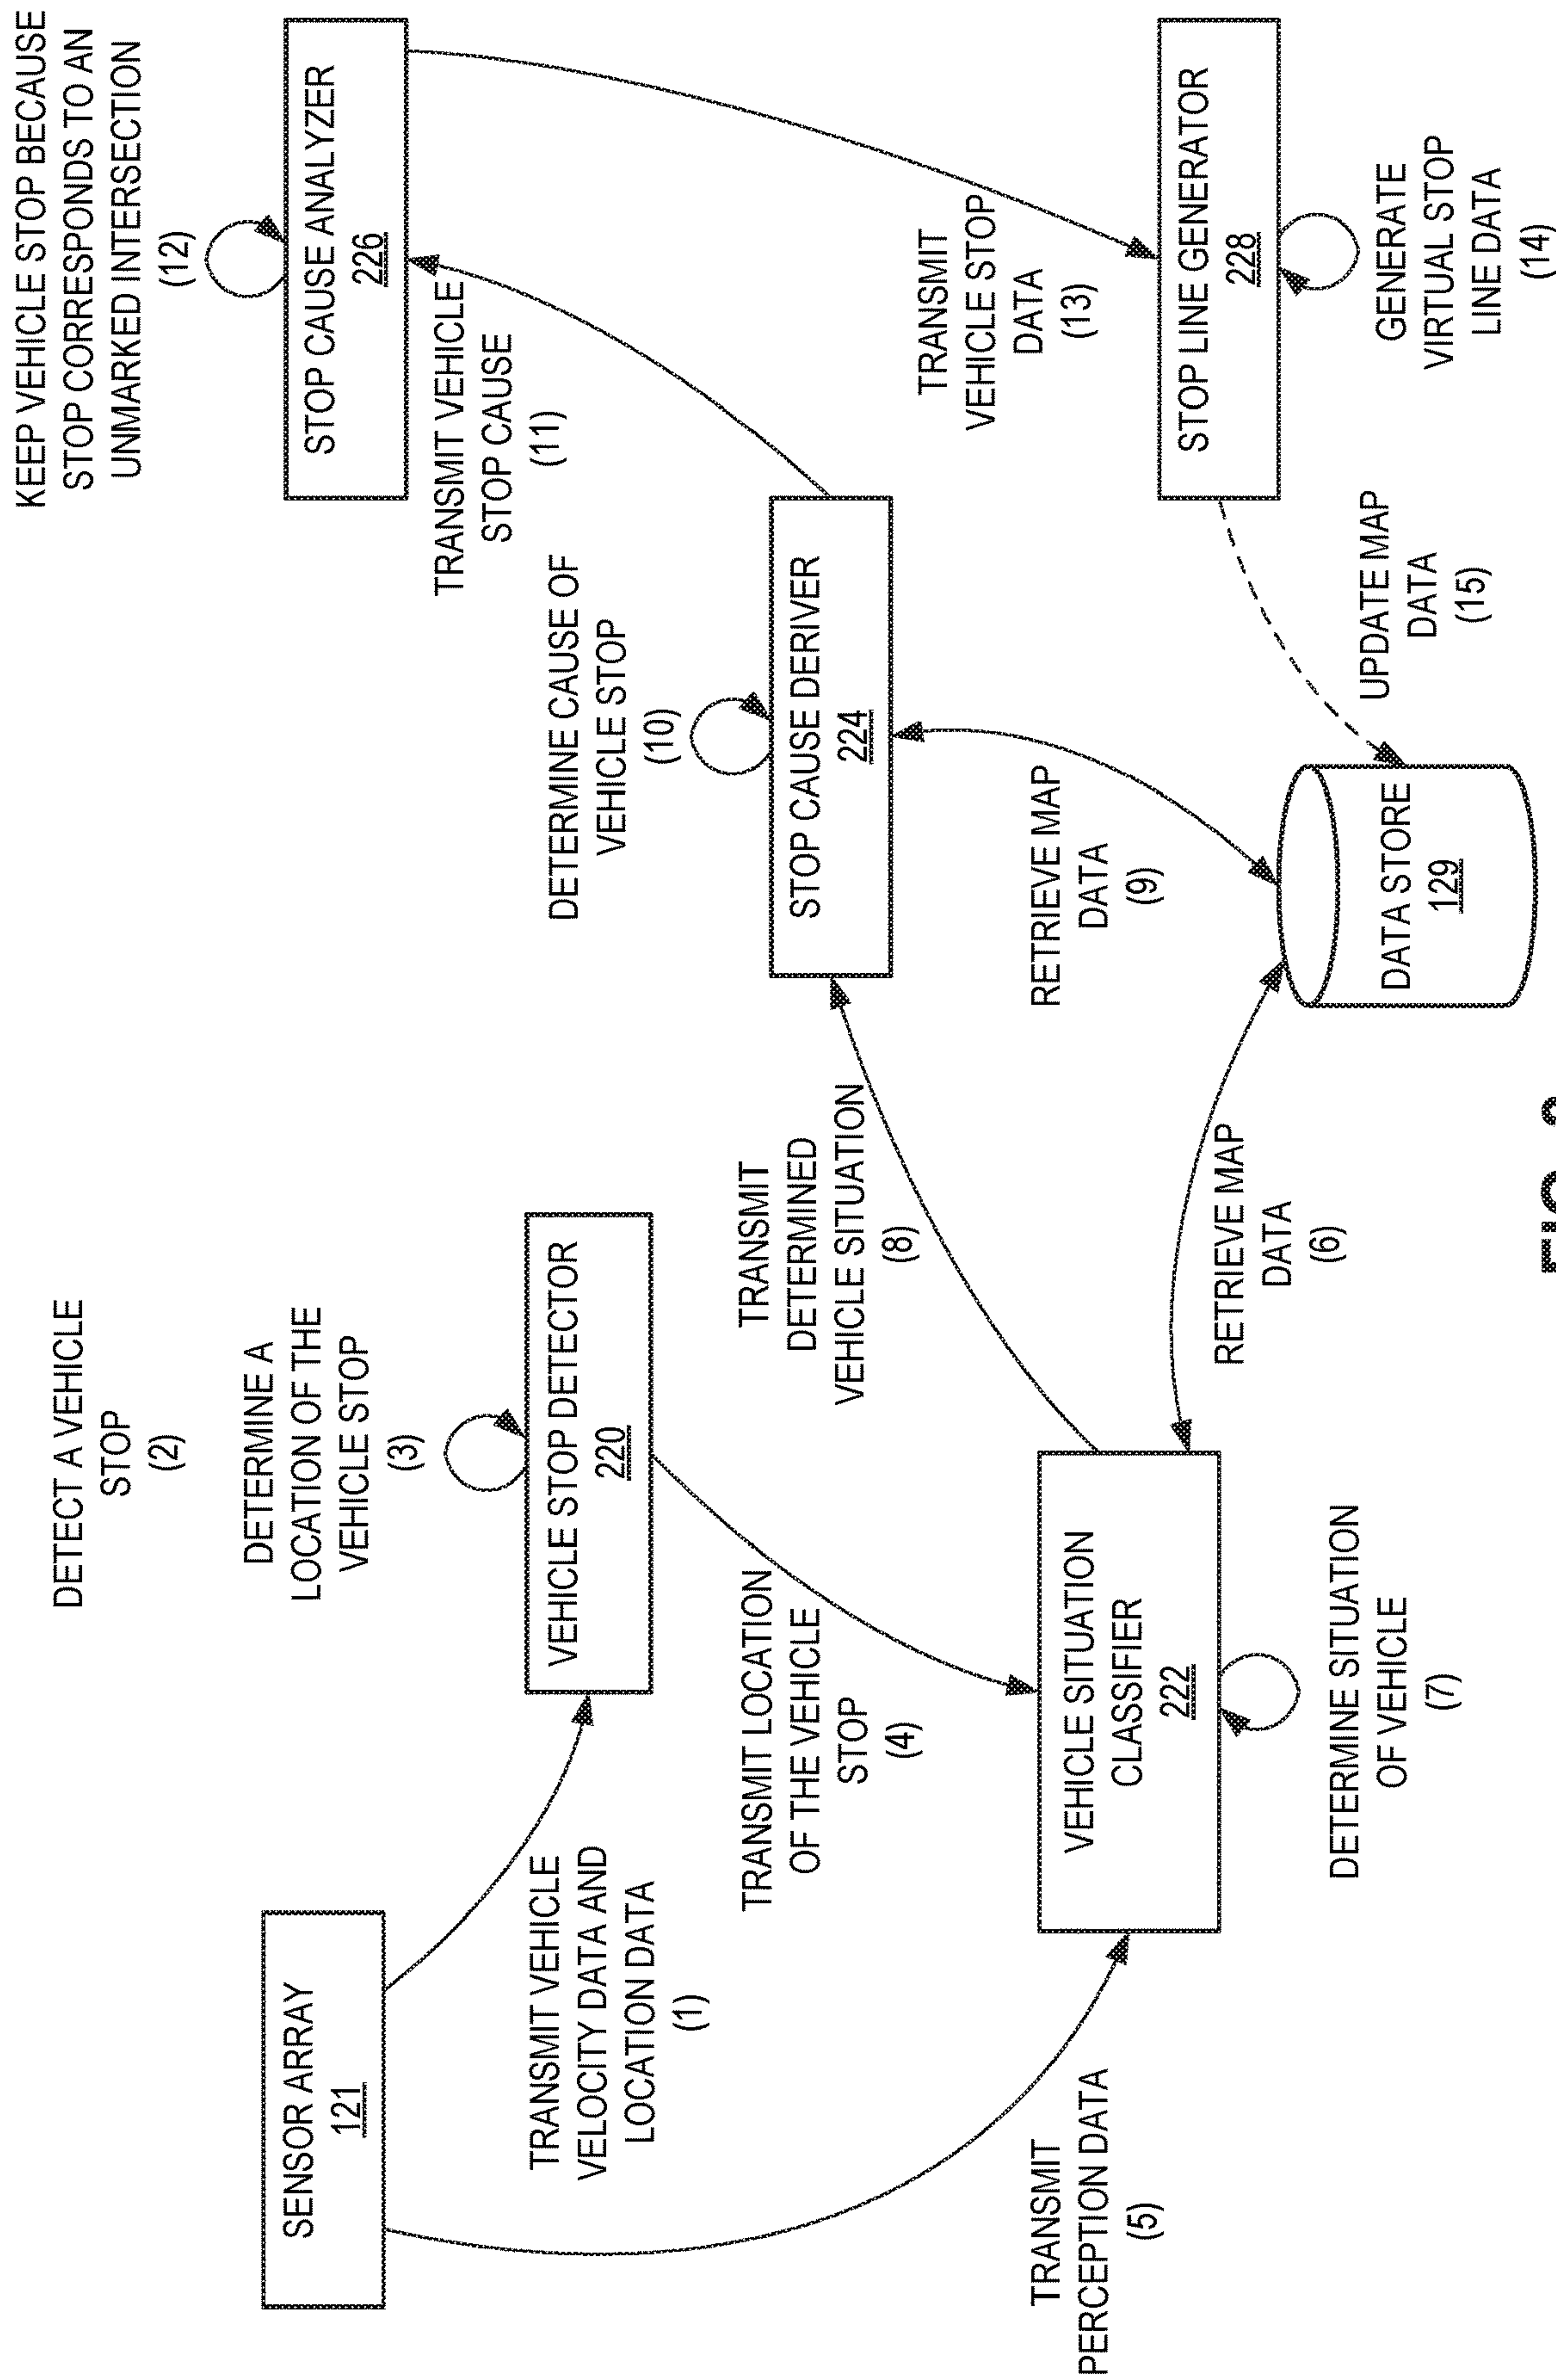 SENSOR ARRAY
121
TRANSMIT VEHICLE
VELOCITY DATA AND
LOCATION DATA
(1)
DETECT A VEHICLE
STOP
(2)
DETERMINE A
LOCATION OF THE
VEHICLE STOP
(3)
VEHICLE STOP DETECTOR
220
TRANSMIT LOCATION
OF THE VEHICLE
STOP
(4)
TRANSMIT
PERCEPTION DATA
(5)
VEHICLE SITUATION
CLASSIFIER
222
RETRIEVE MAP
DATA
(6)
DETERMINE SITUATION
OF VEHICLE
(7)
TRANSMIT
DETERMINED
VEHICLE SITUATION
(8)
RETRIEVE MAP
DATA
(9)
DATA STORE
129
DETERMINE CAUSE OF
VEHICLE STOP
(10)
STOP CAUSE DERIVER
224
TRANSMIT VEHICLE
STOP CAUSE
(11)
KEEP VEHICLE STOP BECAUSE
STOP CORRESPONDS TO AN
UNMARKED INTERSECTION
(12)
STOP CAUSE ANALYZER
226
TRANSMIT
VEHICLE STOP
DATA
(13)
STOP LINE GENERATOR
228
GENERATE
VIRTUAL STOP
LINE DATA
(14)
UPDATE MAP
DATA
(15)